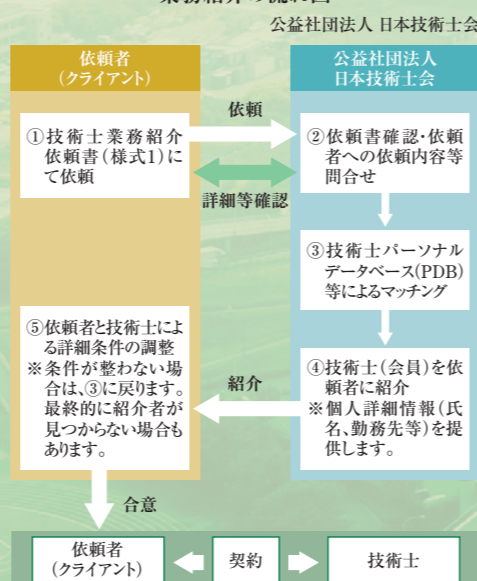 公益社団法人 日本技術士会
依頼者
(クライアント)
公益社団法人
日本技術士会
依頼
①技術士業務紹介
依頼書(様式1)に
て依頼
②依頼書確認・依頼
者への依頼内容等
問合せ
詳細等確認
③技術士パーソナル
データベース(PDB)
等によるマッチング
⑤依頼者と技術士によ
る詳細条件の調整
※条件が整わない場
合は、③に戻ります。
最終的に紹介者が
見つからない場合も
あります。
紹介
④技術士(会員)を依
頼者に紹介
※個人詳細情報(氏
名、勤務先等)を提
供します。
合意
依頼者
(クライアント)
契約
技術士